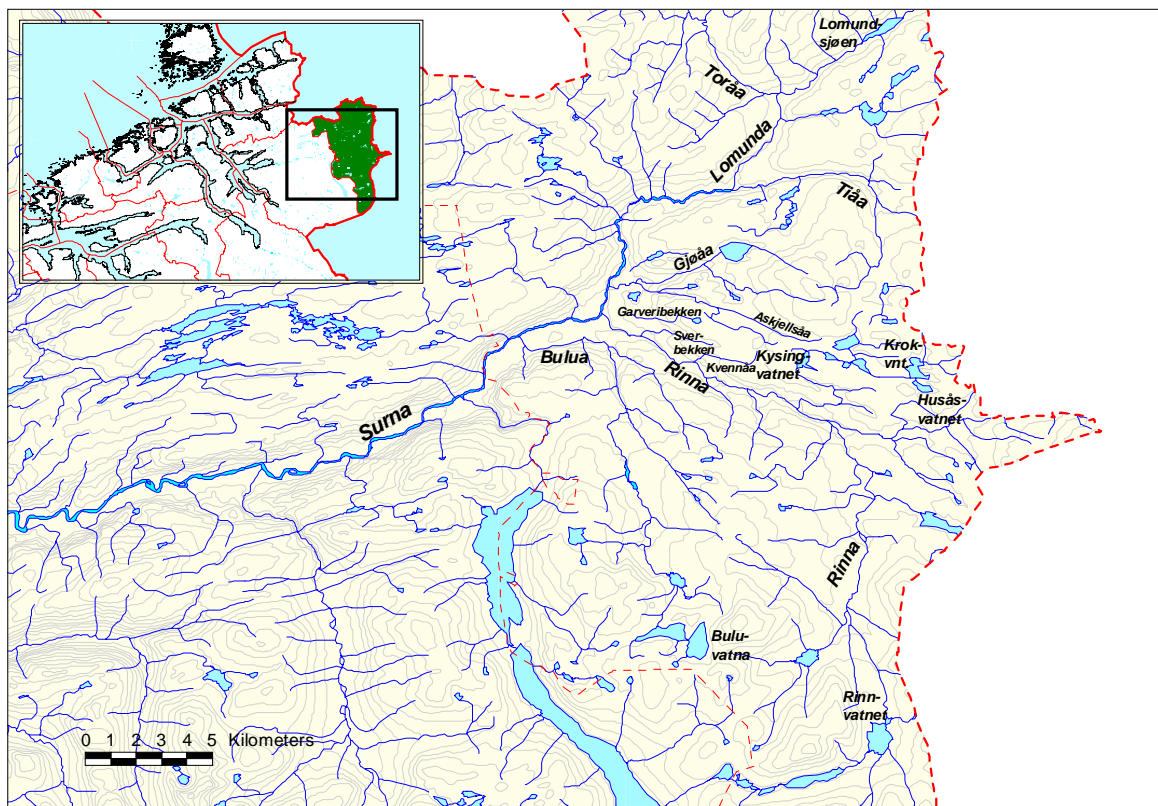 Lomund-
sjøen
Toråa
Lomunda
Tiåa
Gjøåa
Garveribekken
Askjellsåa
Sver-
bekken
Krok-
vnt.
Bulua
Kysing-
vatnet
Kvennåa
Rinna
Husås-
vatnet
Surna
Rinna
Bulu-
vatna
Rinn-
vatnet
0 1 2 3 4 5 Kilometers